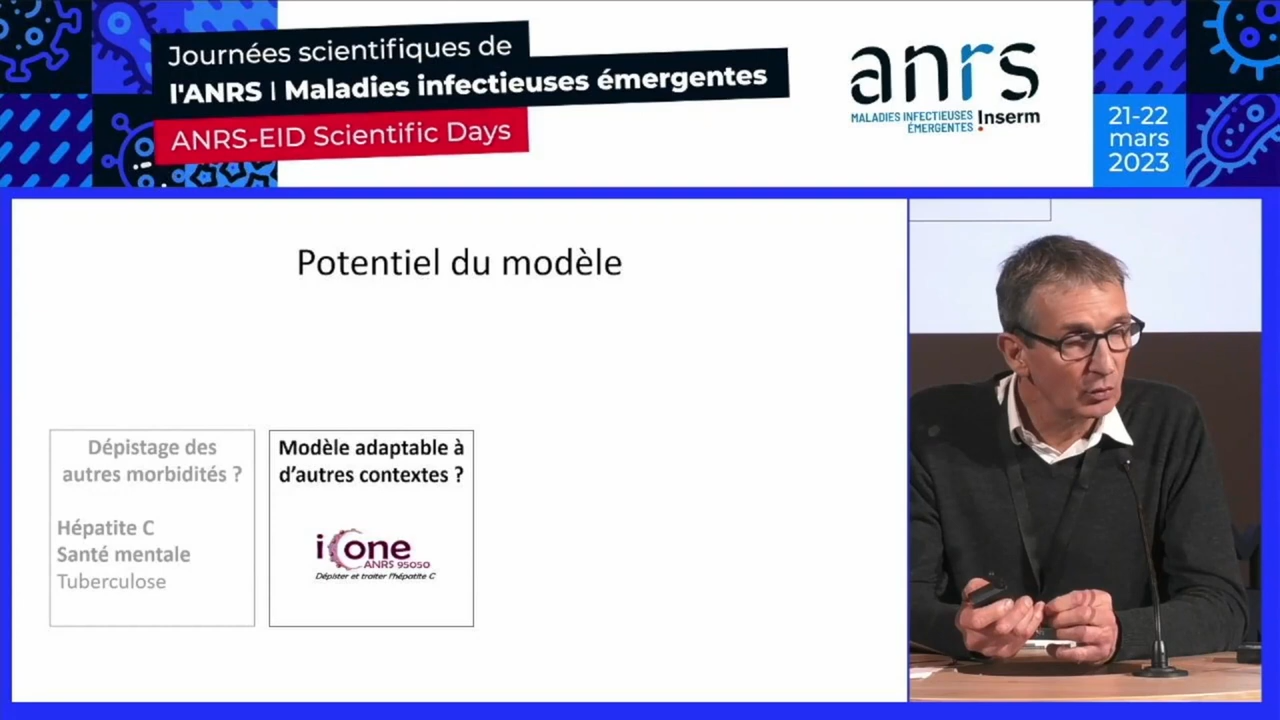 Journées scientifiques de
l'ANRS | Maladies infectieuses émergentes
ANRS-EID Scientific Days
anrs
MALADIES INFECTIEUSES
ÉMERGENTES
Inserm
21-22
mars
2023
Potentiel du modèle
Dépistage des
autres morbidités ?
Hépatite C
Santé mentale
Tuberculose
Modèle adaptable à
d'autres contextes ?
icone
ANRS 95050
Dépister et traiter l'hépatite C